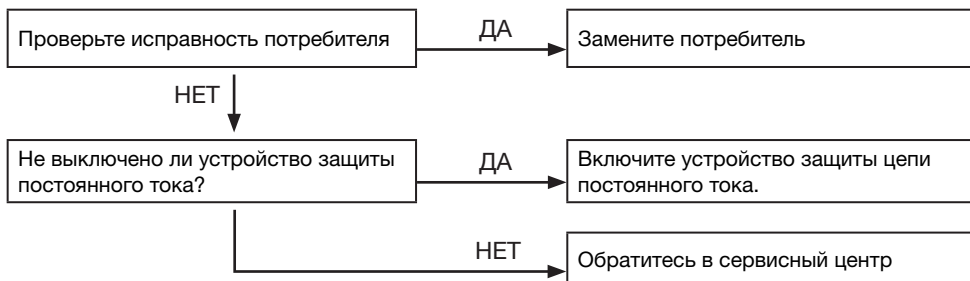 Проверьте исправность потребителя
ДА
Замените потребитель
НЕТ
Не выключено ли устройство защиты
постоянного тока?
ДА
Включите устройство защиты цепи
постоянного тока.
НЕТ
Обратитесь в сервисный центр